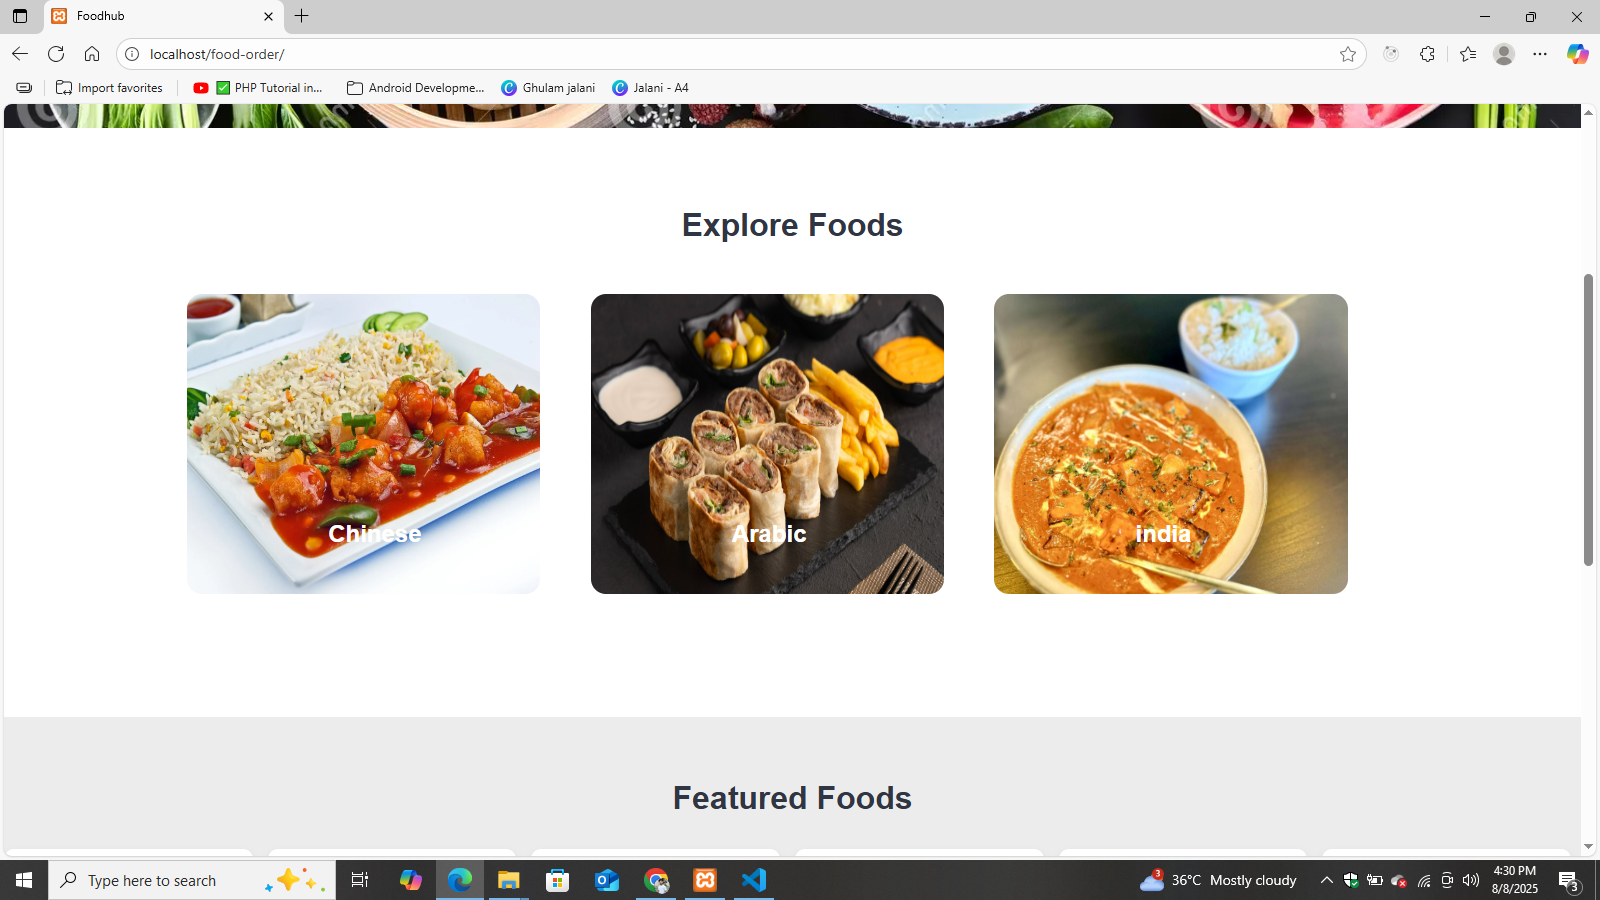 Foodhub
localhost/food-order/
Import favorites
PHP Tutorial in...
Android Developme...
Ghulam jalani
Jalani - A4
Explore Foods
Chinese
Arabic
india
Featured Foods
Type here to search
3
36°C Mostly cloudy
4:30 PM
8/8/2025
3